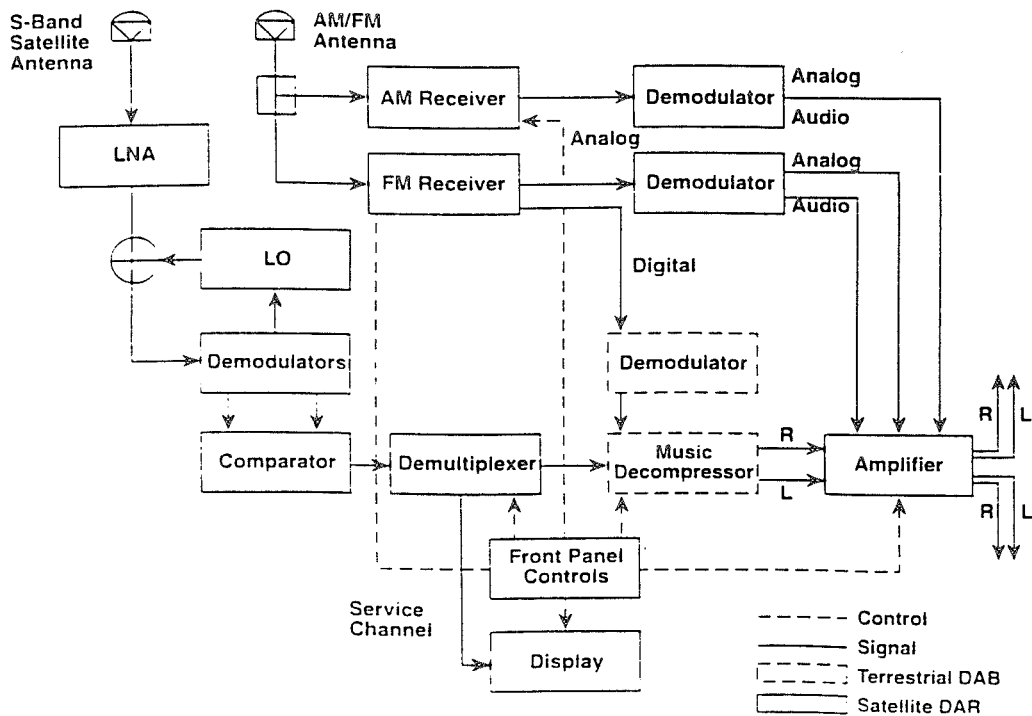 S-Band
Satellite
Antenna
AM/FM
Antenna
AM Receiver
Demodulator
Analog
Audio
LNA
Analog
FM Receiver
Demodulator
Analog
Audio
LO
Digital
Demodulators
Demodulator
R
L
Comparator
Demultiplexer
Music
Decompressor
R
L
Amplifier
R
L
Front Panel
Controls
Service
Channel
Display
Control
Signal
Terrestrial DAB
Satellite DAR